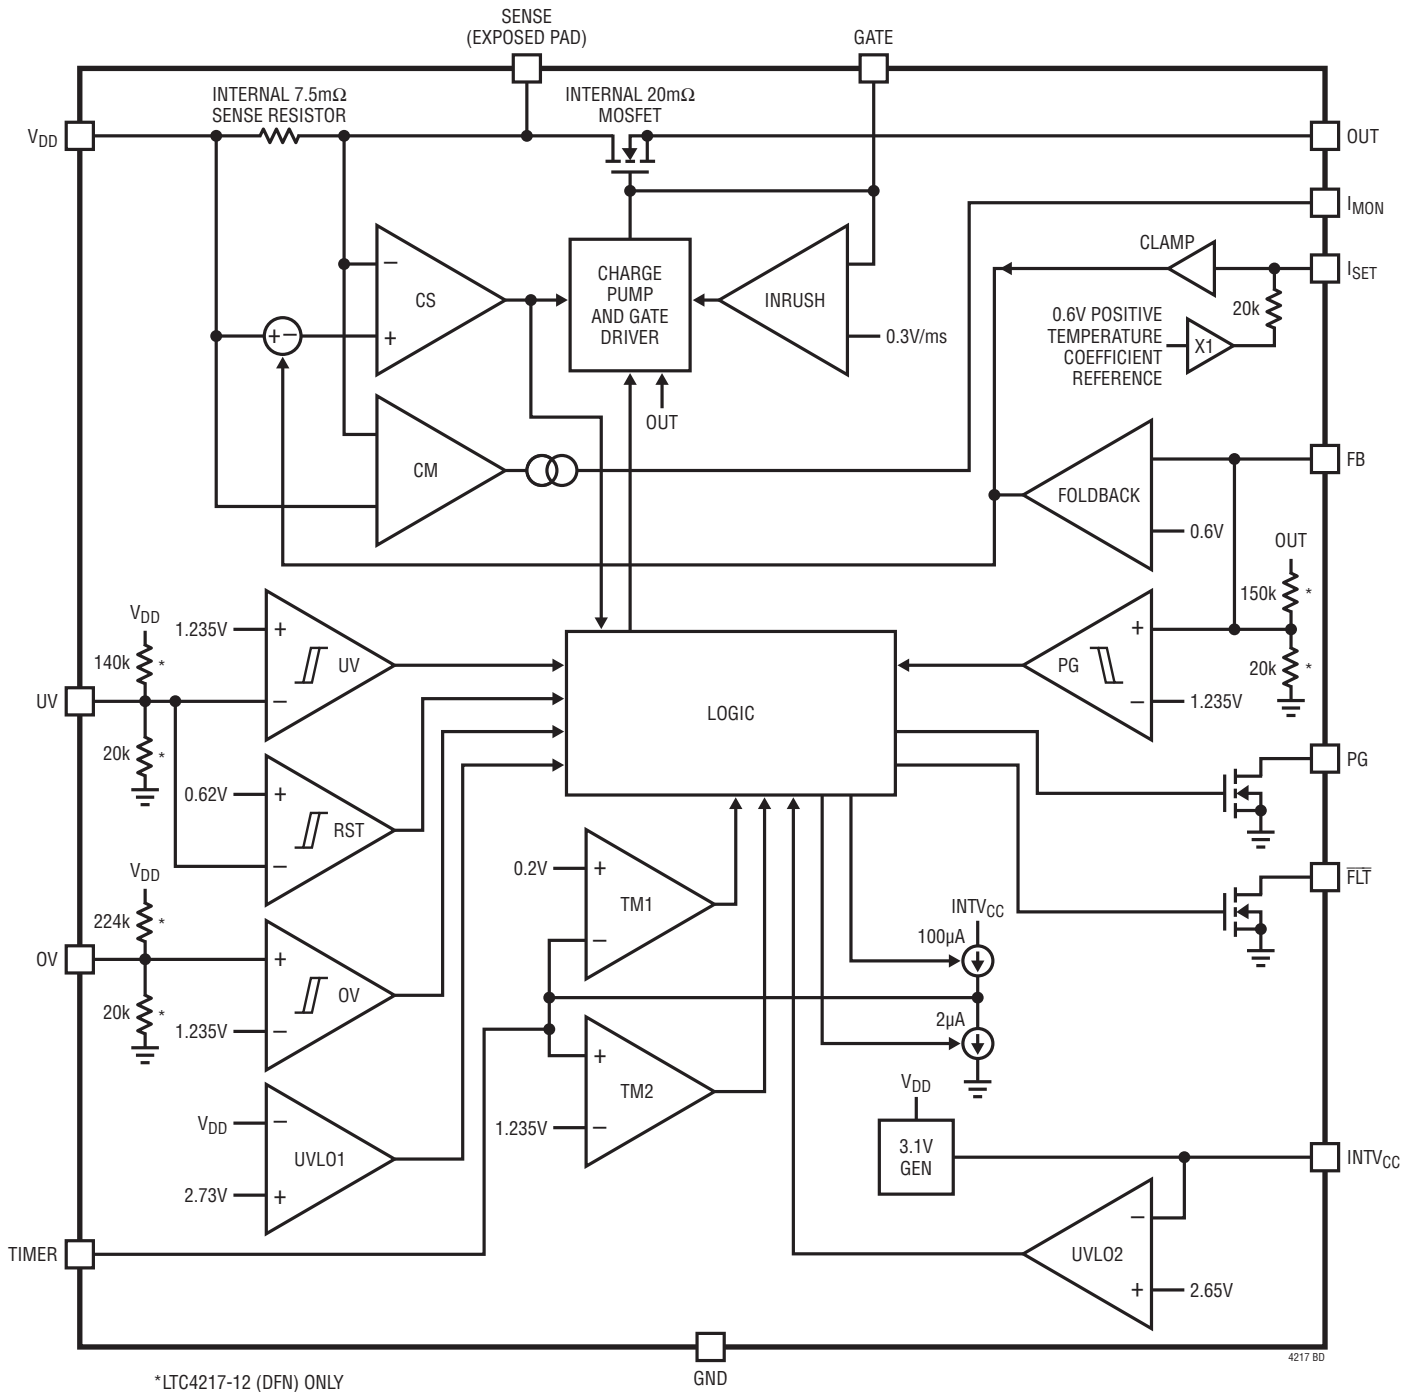 SENSE
(EXPOSED PAD)
GATE
INTERNAL 7.5mΩ
SENSE RESISTOR
INTERNAL 20mΩ
MOSFET
VDD
OUT
IMON
CLAMP
ISET
CS
−
+
+−
CHARGE
PUMP
AND GATE
DRIVER
INRUSH
0.3V/ms
20k
0.6V POSITIVE
TEMPERATURE
COEFFICIENT
REFERENCE
X1
OUT
CM
FOLDBACK
FB
0.6V
OUT
150k *
20k *
VDD
1.235V
140k *
+
−
UV
UV
20k *
LOGIC
PG
+
−
1.235V
PG
0.62V
+
−
RST
VDD
224k *
OV
20k *
1.235V
+
−
OV
0.2V
+
−
TM1
INTVCC
100µA
2µA
FLT
+
−
TM2
1.235V
VDD
3.1V
GEN
INTVCC
VDD
−
+
UVLO1
2.73V
TIMER
−
+
UVLO2
2.65V
GND
4217 BD
*LTC4217-12 (DFN) ONLY